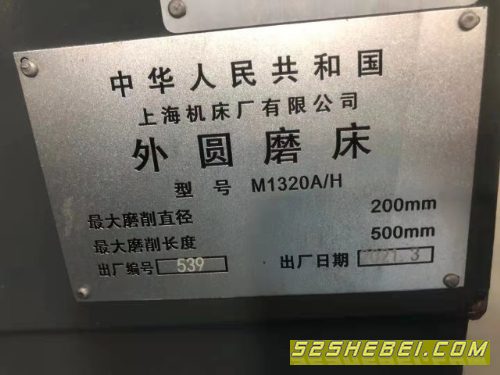 中华人民共和国
上海机床厂有限公司
外圆磨床
型号 M1320A/H
最大磨削直径 200mm
最大磨削长度 500mm
出厂编号 539 出厂日期 2021.3
52SHEBEI.COM